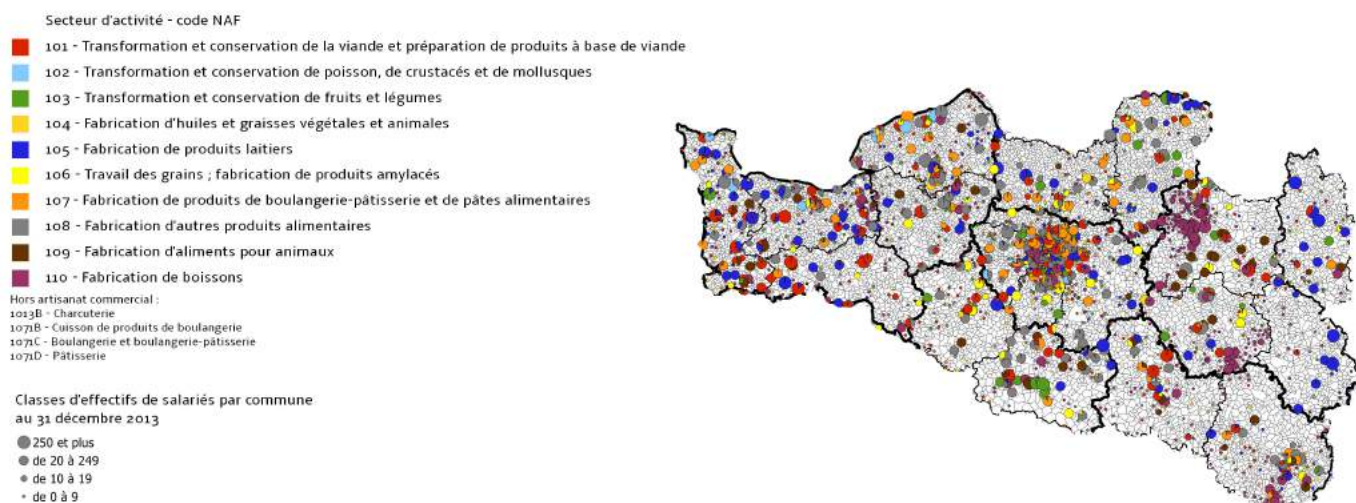 Secteur d'activité - code NAF
101 - Transformation et conservation de la viande et préparation de produits à base de viande
102 - Transformation et conservation de poisson, de crustacés et de mollusques
103 - Transformation et conservation de fruits et légumes
104 - Fabrication d'huiles et graisses végétales et animales
105 - Fabrication de produits laitiers
106 - Travail des grains ; fabrication de produits amylacés
107 - Fabrication de produits de boulangerie-pâtisserie et de pâtes alimentaires
108 - Fabrication d'autres produits alimentaires
109 - Fabrication d'aliments pour animaux
110 - Fabrication de boissons
Hors artisanat commercial :
1013B - Charcuterie
1071B - Cuisson de produits de boulangerie
1071C - Boulangerie et boulangerie-pâtisserie
1071D - Pâtisserie
Classes d'effectifs de salariés par commune
au 31 décembre 2013
250 et plus
de 20 à 249
de 10 à 19
de 0 à 9